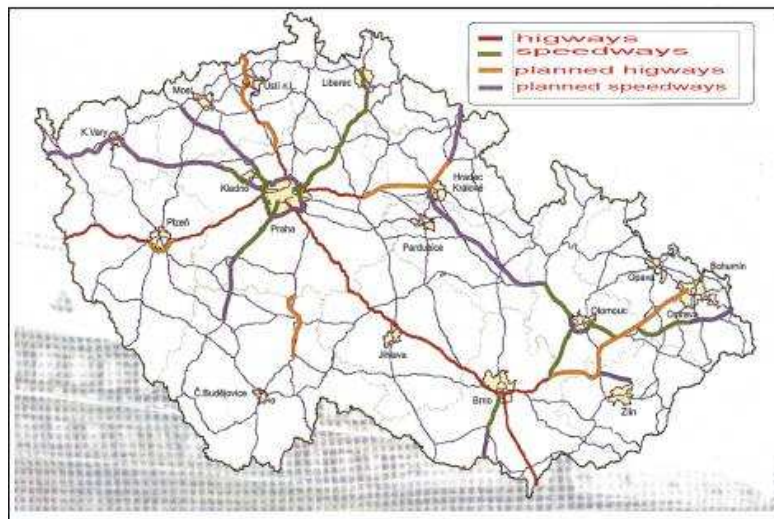 higways
speedways
planned higways
planned speedways
Ústí n.l.
Liberec
Most
K.Vary
Kladno
Hradec
Králové
Plzeň
Praha
Pardubice
Opava
Bohumín
Ostrava
Olomouc
Jihlava
Č.Budějovice
Brno
Zlín